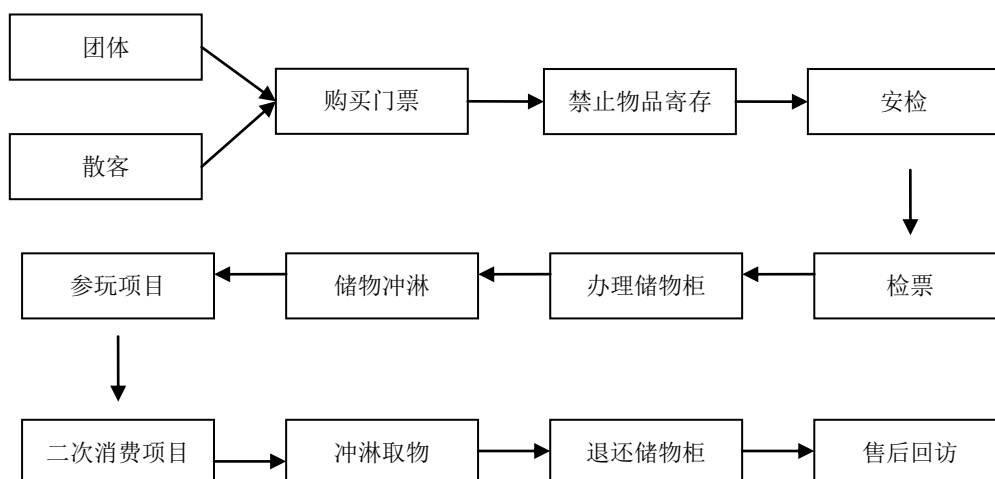 团体
散客
购买门票
禁止物品寄存
安检
检票
办理储物柜
储物冲淋
参玩项目
二次消费项目
冲淋取物
退还储物柜
售后回访